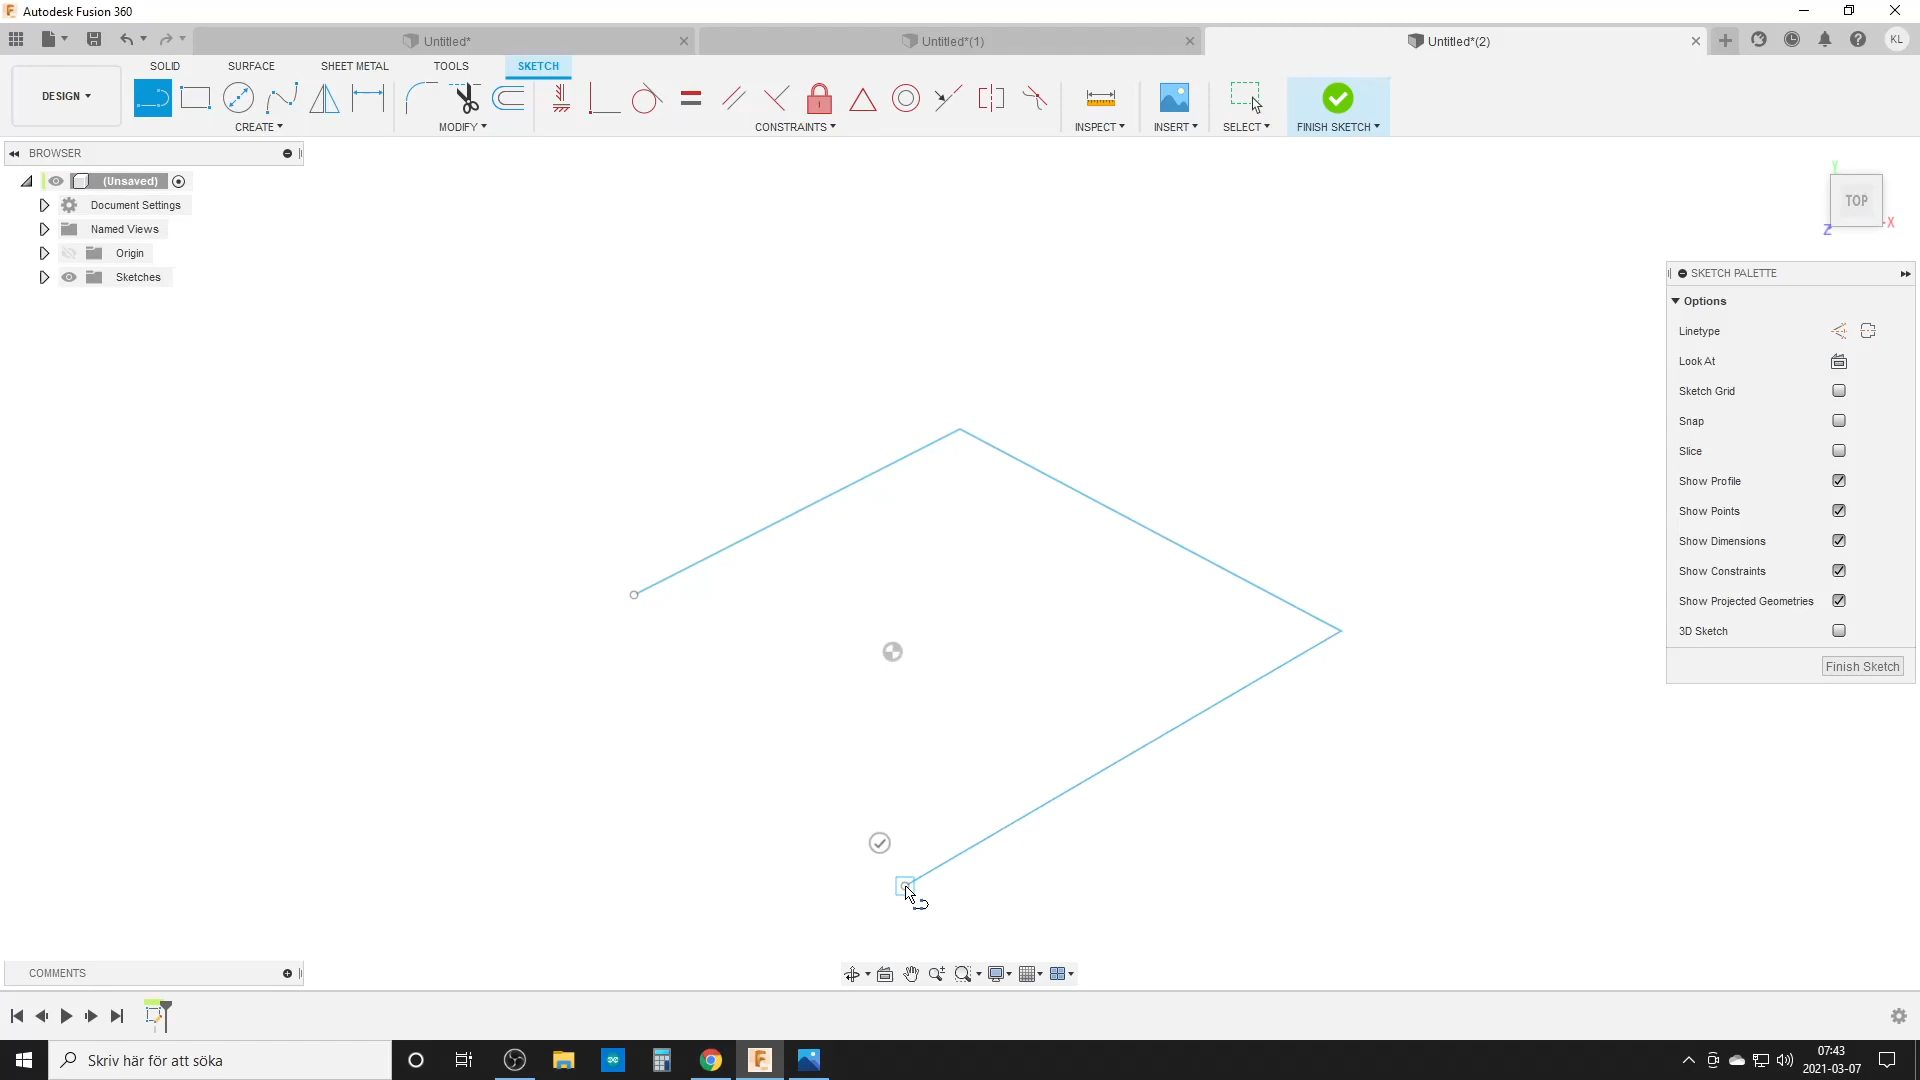 Autodesk Fusion 360
Untitled*
Untitled*(1)
Untitled*(2)
KL
DESIGN
SOLID
SURFACE
SHEET METAL
TOOLS
SKETCH
CREATE
MODIFY
CONSTRAINTS
INSPECT
INSERT
SELECT
FINISH SKETCH
BROWSER
(Unsaved)
Document Settings
Named Views
Origin
Sketches
Y
TOP
X
Z
SKETCH PALETTE
Options
Linetype
Look At
Sketch Grid
Snap
Slice
Show Profile
Show Points
Show Dimensions
Show Constraints
Show Projected Geometries
3D Sketch
Finish Sketch
COMMENTS
Skriv här för att söka
07:43
2021-03-07